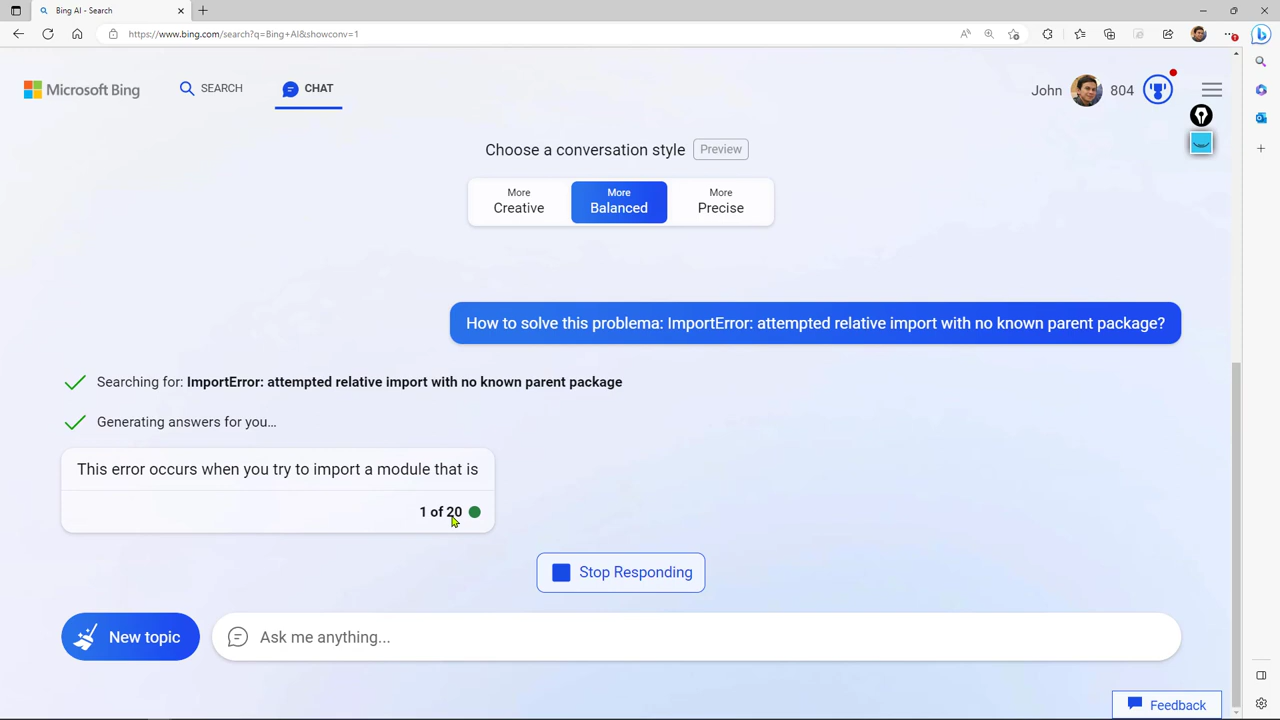 Bing AI - Search
https://www.bing.com/search?q=Bing+AI&showconv=1
Microsoft Bing
SEARCH
CHAT
John
804
Choose a conversation style
Preview
More
Creative
More
Balanced
More
Precise
How to solve this problema: ImportError: attempted relative import with no known parent package?
Searching for: ImportError: attempted relative import with no known parent package
Generating answers for you...
This error occurs when you try to import a module that is
1 of 20
Stop Responding
New topic
Ask me anything...
Feedback